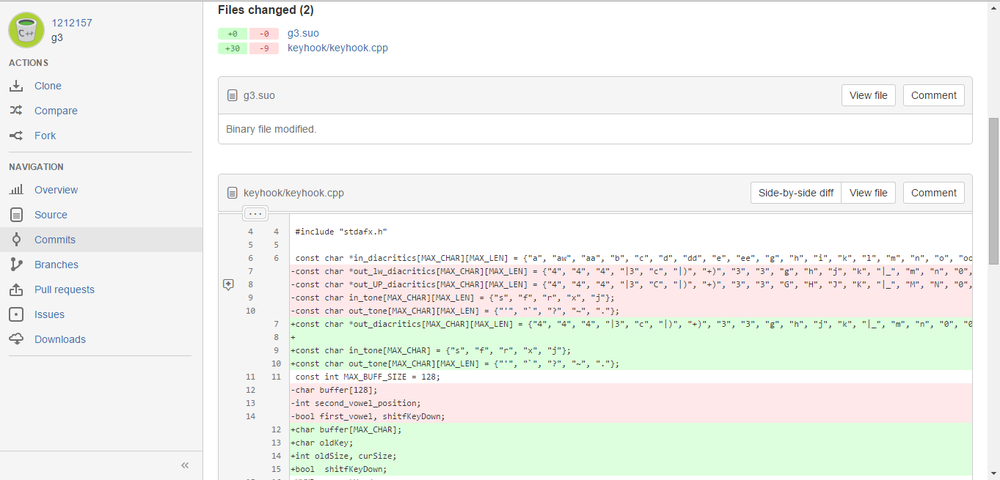 C++
1212157
g3
ACTIONS
Clone
Compare
Fork
NAVIGATION
Overview
Source
Commits
Branches
Pull requests
Issues
Downloads
«
Files changed (2)
+0 -0 g3.suo
+30 -9 keyhook/keyhook.cpp
g3.suo View file Comment
Binary file modified.
keyhook/keyhook.cpp Side-by-side diff View file Comment
...
4 4 #include "stdafx.h"
5 5
6 6 const char *in_diacritics[MAX_CHAR][MAX_LEN] = {"a", "aw", "aa", "b", "c", "d", "dd", "e", "ee", "g", "h", "i", "k", "l", "m", "n", "o", "oo
7 -const char *out_lw_diacritics[MAX_CHAR][MAX_LEN] = {"4", "4", "4", "|3", "c", "|)", "+)", "3", "3", "g", "h", "j", "k", "|_", "m", "n", "0",
8 -const char *out_UP_diacritics[MAX_CHAR][MAX_LEN] = {"4", "4", "4", "|3", "C", "|)", "+)", "3", "3", "G", "H", "J", "K", "|_", "M", "N", "0",
9 -const char in_tone[MAX_CHAR][MAX_LEN] = {"s", "f", "r", "x", "j"};
10 -const char out_tone[MAX_CHAR][MAX_LEN] = {"'", "`", "?", "~", "."};
7 +const char *out_diacritics[MAX_CHAR][MAX_LEN] = {"4", "4", "4", "|3", "c", "|)", "+)", "3", "3", "g", "h", "j", "k", "|_", "m", "n", "0", "0
8 +
9 +const char in_tone[MAX_CHAR] = {"s", "f", "r", "x", "j"};
10 +const char out_tone[MAX_CHAR][MAX_LEN] = {"'", "`", "?", "~", "."};
11 11 const int MAX_BUFF_SIZE = 128;
12 -char buffer[128];
13 -int second_vowel_position;
14 -bool first_vowel, shitfKeyDown;
12 +char buffer[MAX_CHAR];
13 +char oldKey;
14 +int oldSize, curSize;
15 +bool  shitfKeyDown;